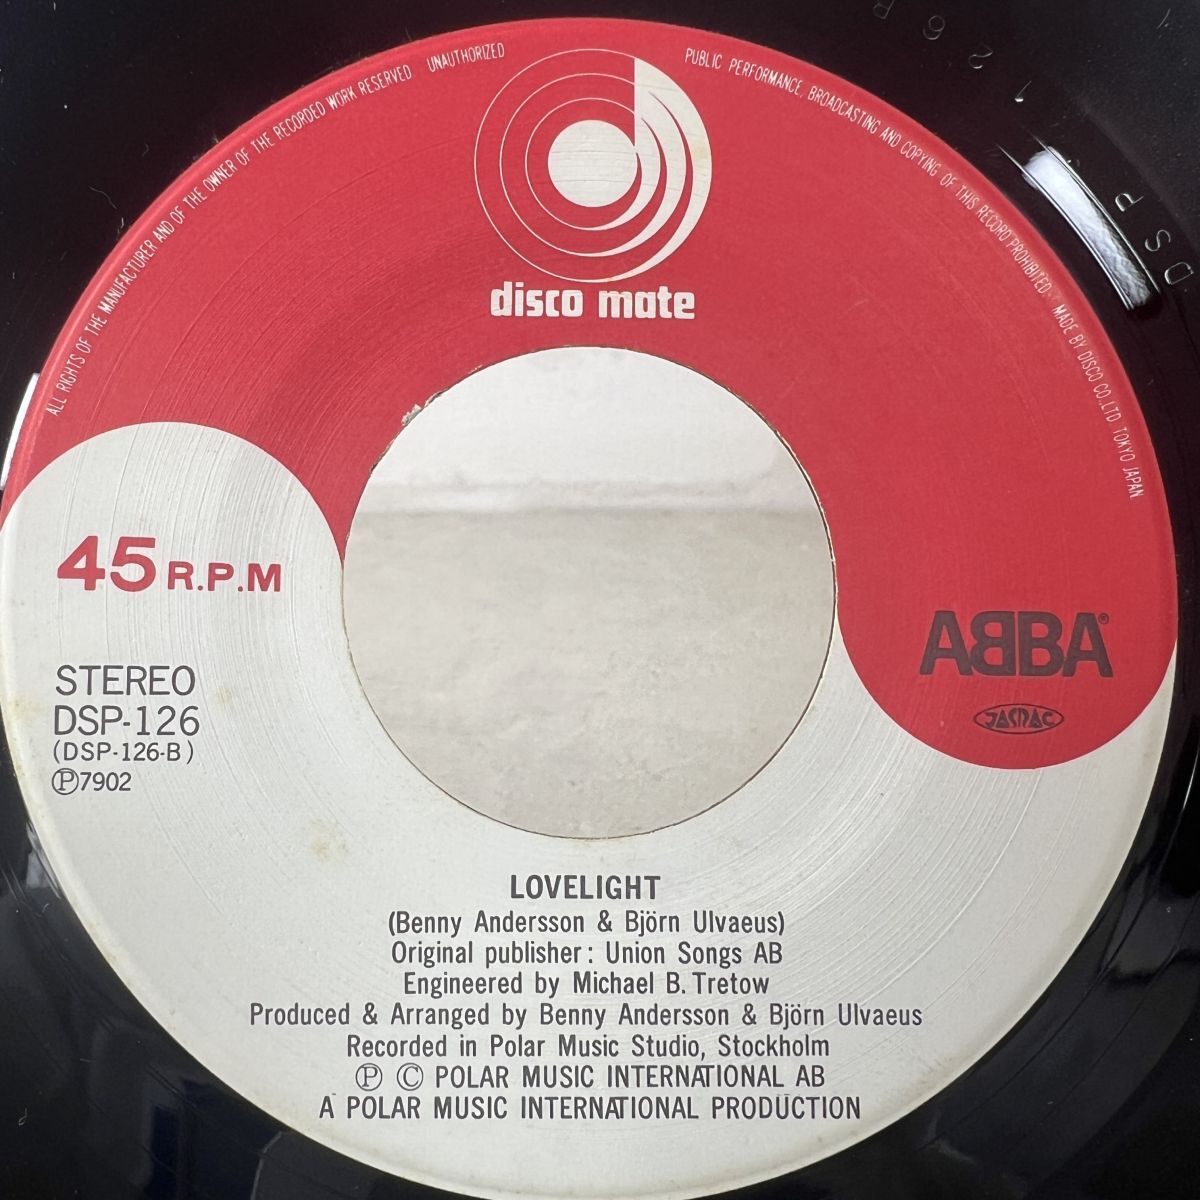 ALL RIGHTS OF THE MANUFACTURER AND OF THE OWNER OF THE RECORDED WORK RESERVED UNAUTHORIZED
PUBLIC PERFORMANCE, BROADCASTING AND COPYING OF THIS RECORD PROHIBITED. MADE BY DISCO CO., LTD. TOKYO JAPAN
disco mate
45 R.P.M
STEREO
DSP-126
(DSP-126-B)
Ⓟ7902
ABBA®
JASRAC
LOVELIGHT
(Benny Andersson & Björn Ulvaeus)
Original publisher : Union Songs AB
Engineered by Michael B. Tretow
Produced & Arranged by Benny Andersson & Björn Ulvaeus
Recorded in Polar Music Studio, Stockholm
Ⓟ © POLAR MUSIC INTERNATIONAL AB
A POLAR MUSIC INTERNATIONAL PRODUCTION